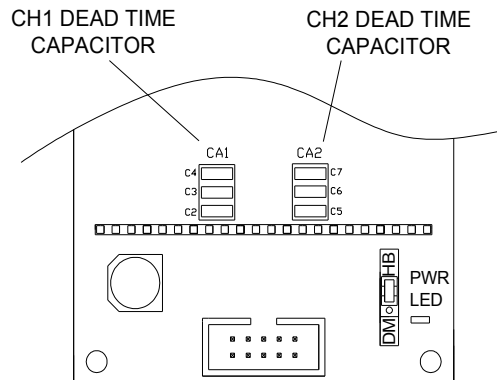 CH1 DEAD TIME
CAPACITOR
CH2 DEAD TIME
CAPACITOR
CA1
CA2
C4
C7
C3
C6
C2
C5
HB
DM
PWR
LED